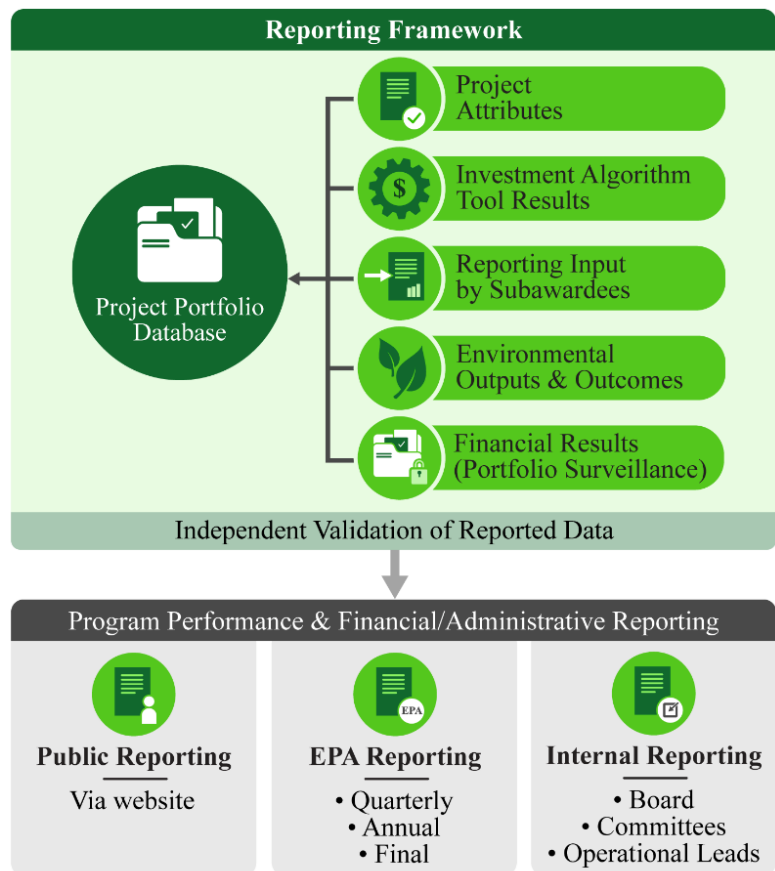 Reporting Framework
Project
Attributes
Investment Algorithm
Tool Results
$
Reporting Input
by Subawardees
Project Portfolio
Database
Environmental
Outputs & Outcomes
Financial Results
(Portfolio Surveillance)
Independent Validation of Reported Data
Program Performance & Financial/Administrative Reporting
EPA
Public Reporting
Via website
EPA Reporting
• Quarterly
• Annual
• Final
Internal Reporting
• Board
• Committees
• Operational Leads